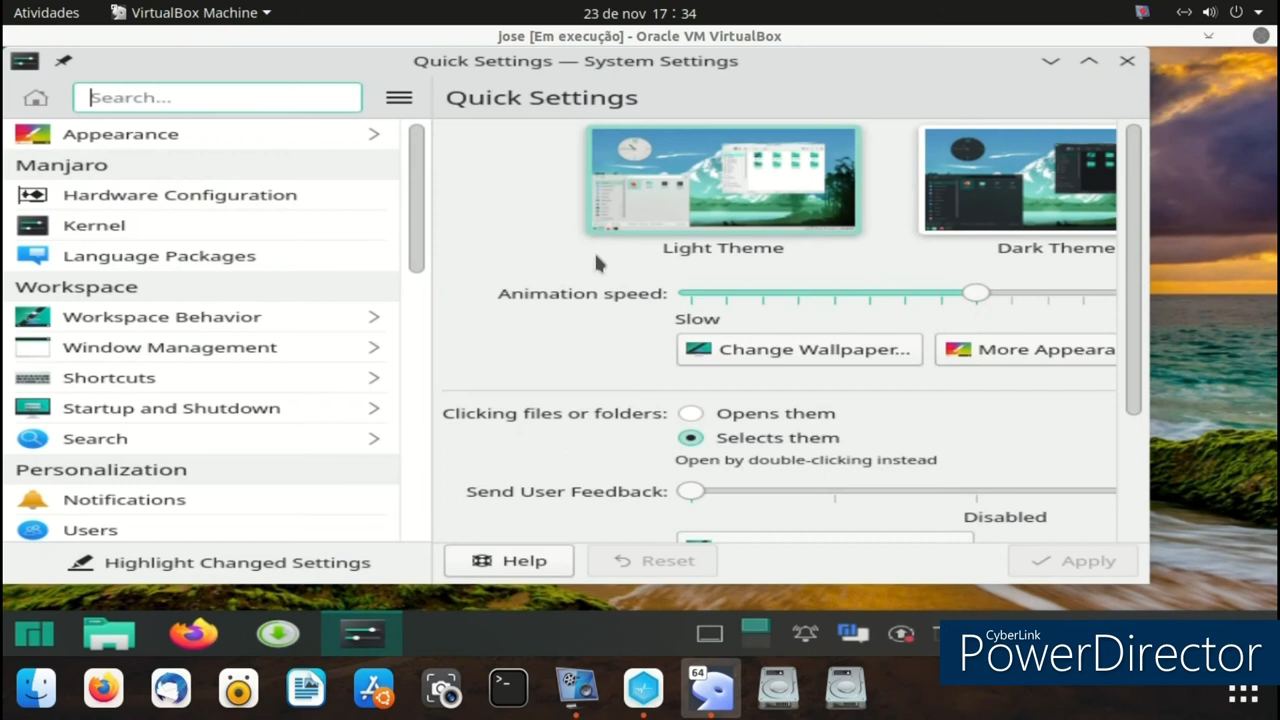 Atividades
VirtualBox Machine
23 de nov 17:34
jose [Em execução] - Oracle VM VirtualBox
Quick Settings — System Settings
Search...
Quick Settings
Appearance
Manjaro
Hardware Configuration
Kernel
Language Packages
Workspace
Workspace Behavior
Window Management
Shortcuts
Startup and Shutdown
Search
Personalization
Notifications
Users
Highlight Changed Settings
Light Theme
Dark Theme
Animation speed:
Slow
Change Wallpaper...
More Appeara
Clicking files or folders:
Opens them
Selects them
Open by double-clicking instead
Send User Feedback:
Disabled
Help
Reset
Apply
CyberLink
PowerDirector
64